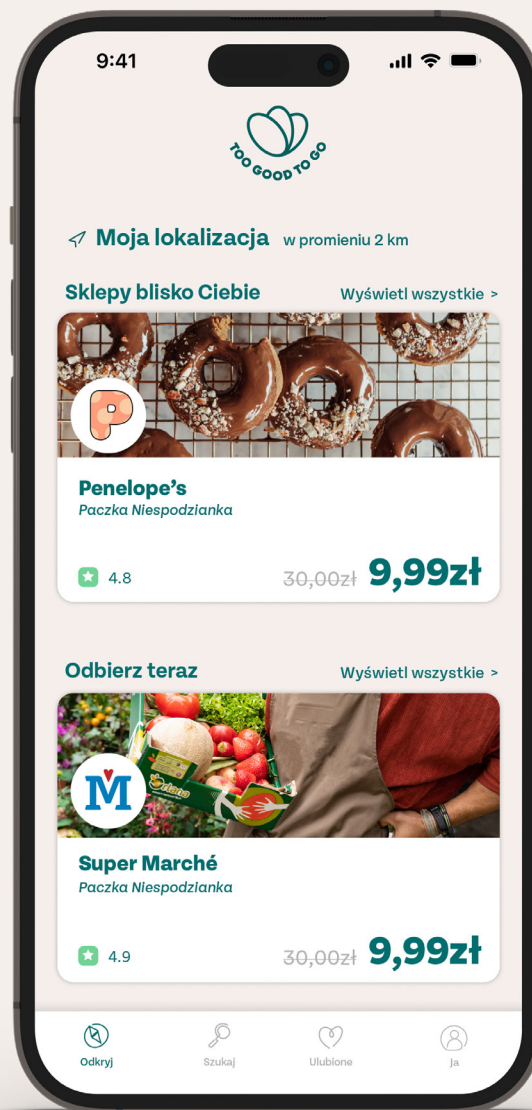 9:41
TOO GOOD TO GO
Moja lokalizacja w promieniu 2 km
Sklepy blisko Ciebie Wyświetl wszystkie >
P
Penelope's
Paczka Niespodzianka
4.8 30,00zł 9,99zł
Odbierz teraz Wyświetl wszystkie >
Ortana
M
Super Marché
Paczka Niespodzianka
4.9 30,00zł 9,99zł
Odkryj Szukaj Ulubione Ja